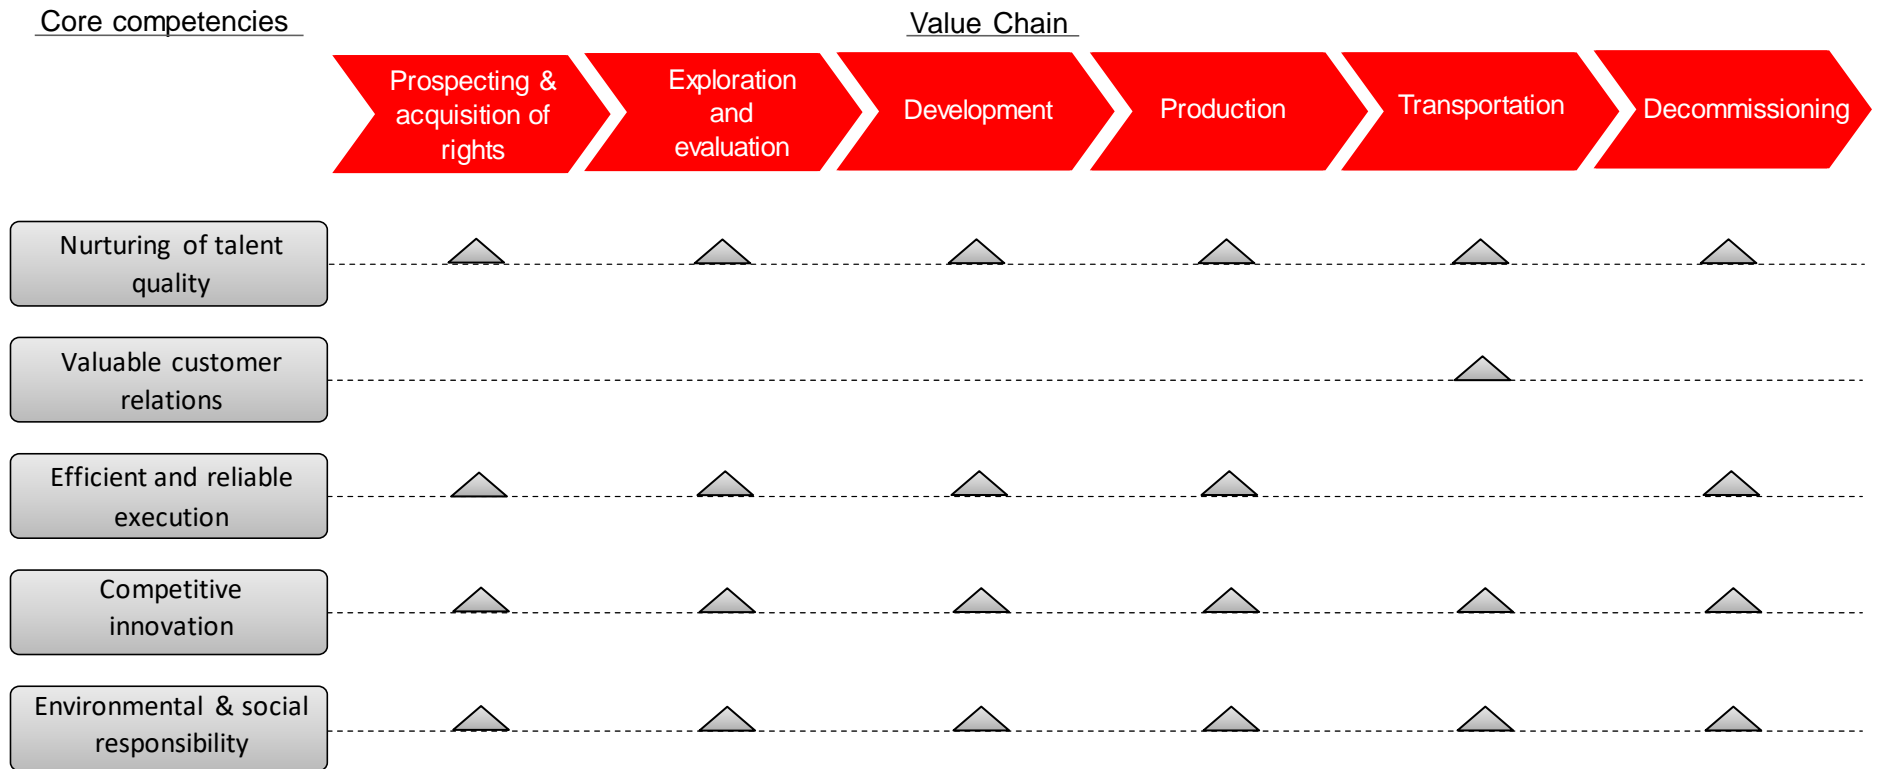 Core competencies
Value Chain
Prospecting &
acquisition of
rights
Exploration
and
evaluation
Development
Production
Transportation
Decommissioning
Nurturing of talent
quality
Valuable customer
relations
Efficient and reliable
execution
Competitive
innovation
Environmental & social
responsibility